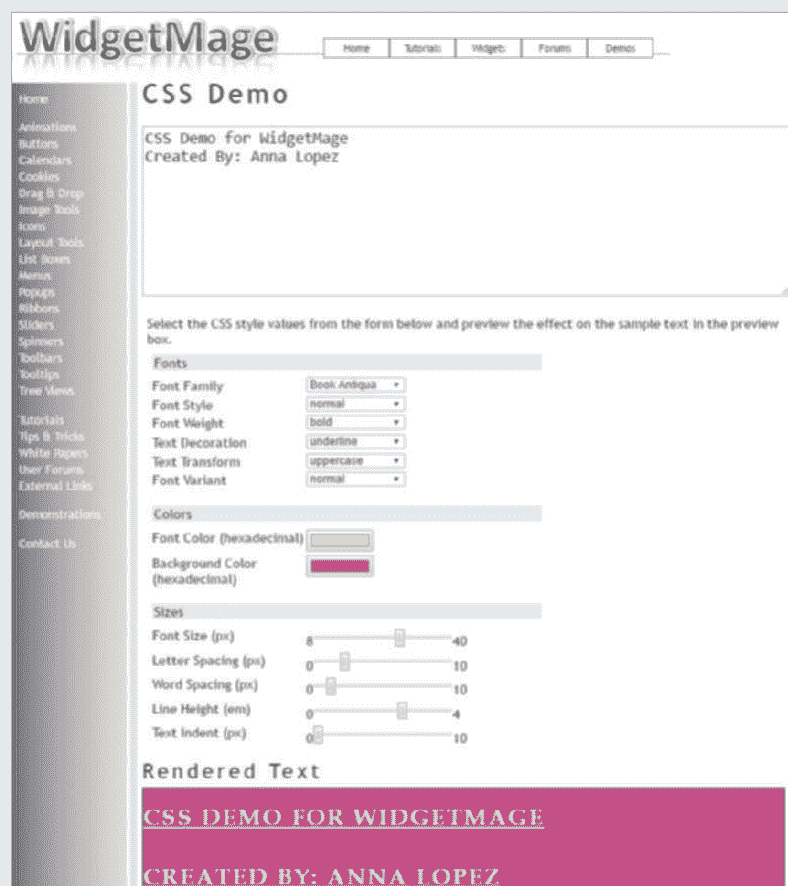 WidgetMage
Home Tutorials Widgets Forums Demos
Home
Animations
Buttons
Calendars
Cookies
Drag & Drop
Image Tools
Icons
Layout Tools
List Boxes
Menus
Popups
Ribbons
Sliders
Spinners
Toolbars
Tooltips
Tree Views
Tutorials
Tips & Tricks
White Papers
User Forums
External Links
Demonstrations
Contact Us
CSS Demo
CSS Demo for WidgetMage
Created By: Anna Lopez
Select the CSS style values from the form below and preview the effect on the sample text in the preview
box.
Fonts
Font Family Book Antiqua
Font Style normal
Font Weight bold
Text Decoration underline
Text Transform uppercase
Font Variant normal
Colors
Font Color (hexadecimal)
Background Color
(hexadecimal)
Sizes
Font Size (px) 8 40
Letter Spacing (px) 0 10
Word Spacing (px) 0 10
Line Height (em) 0 4
Text Indent (px) 0 10
Rendered Text
CSS DEMO FOR WIDGETMAGE
CREATED BY: ANNA LOPEZ